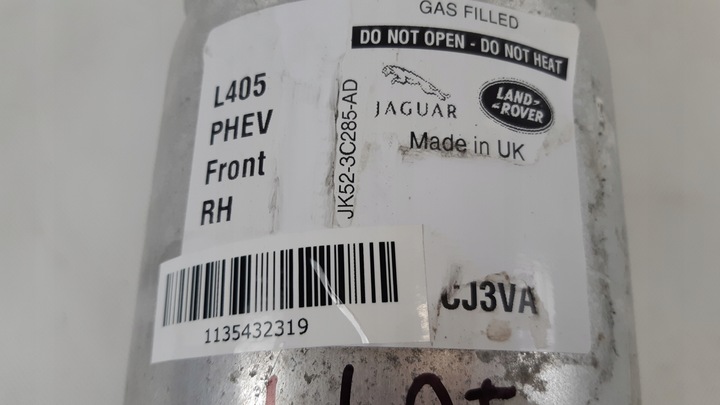 GAS FILLED
DO NOT OPEN - DO NOT HEAT
L405
PHEV
Front
RH
JK52-3C285-AD
JAGUAR
LAND-
-ROVER
Made in UK
CJ3VA
1135432319